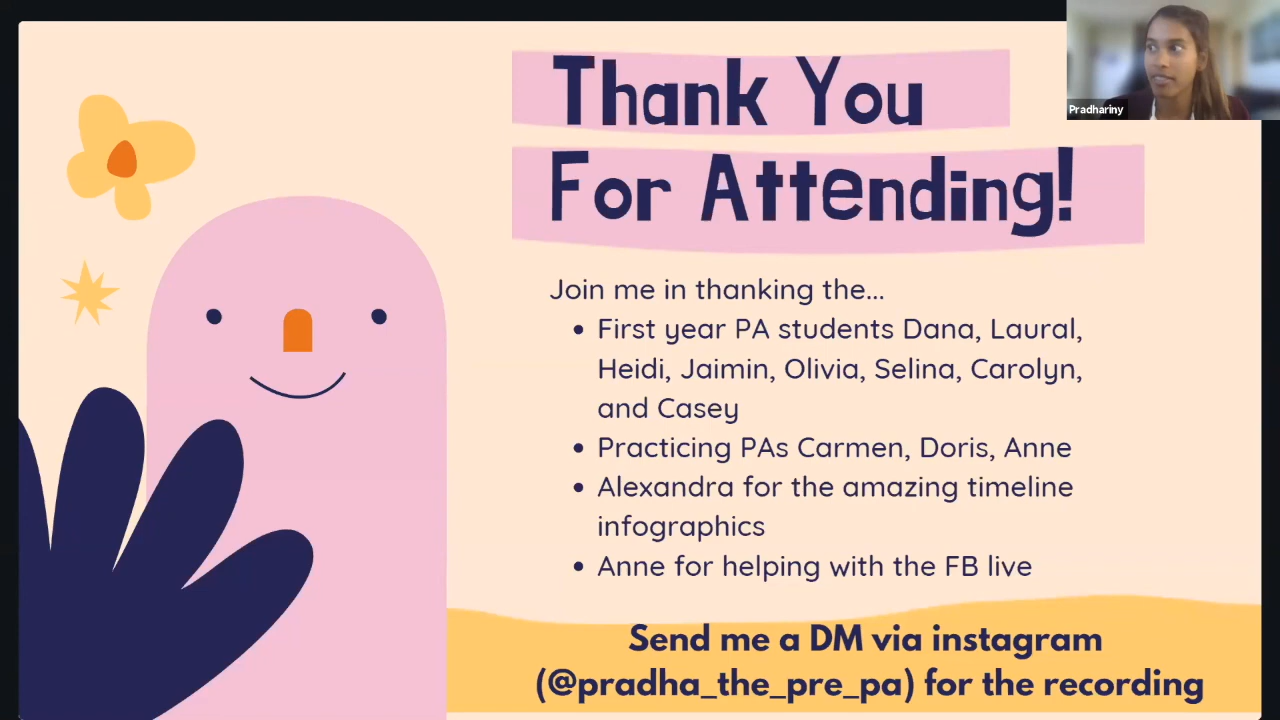 Thank You
For Attending!
Pradhariny
Join me in thanking the...
• First year PA students Dana, Laural,
Heidi, Jaimin, Olivia, Selina, Carolyn,
and Casey
• Practicing PAs Carmen, Doris, Anne
• Alexandra for the amazing timeline
infographics
• Anne for helping with the FB live
Send me a DM via instagram
(@pradha_the_pre_pa) for the recording